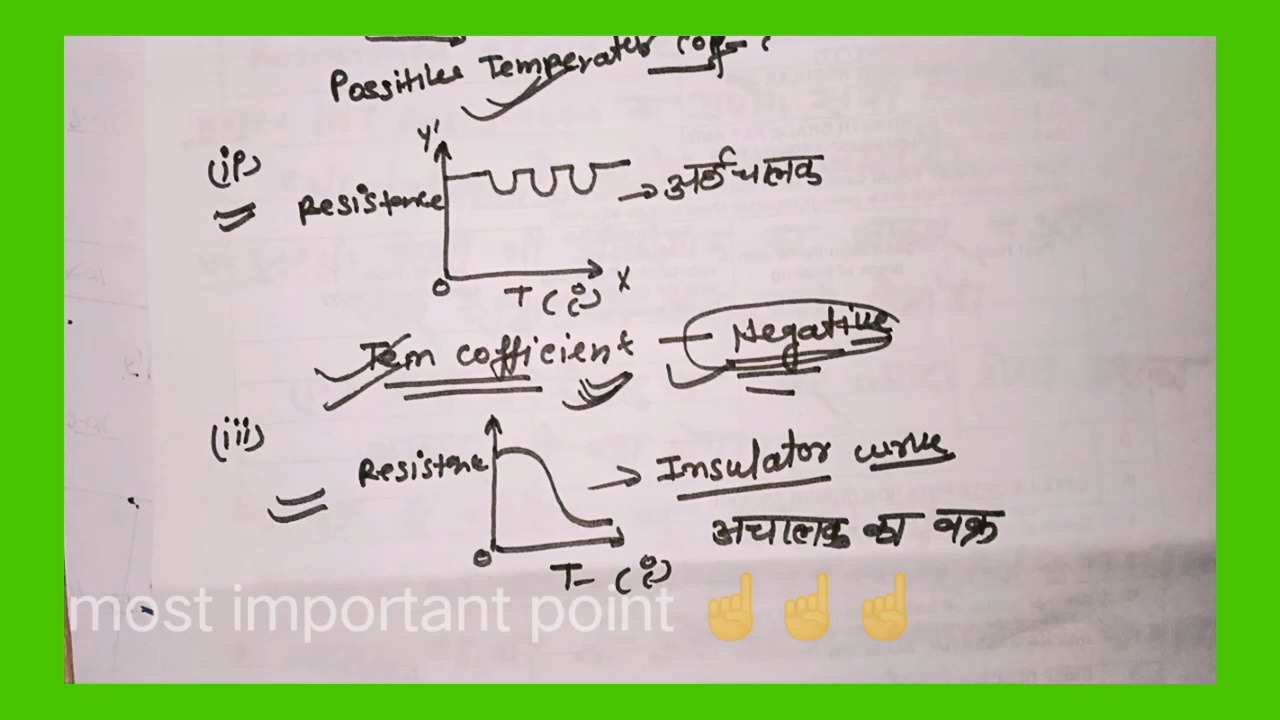 Possitiles Temperater
y'
(ii)
Resistence → अर्द्धचालक
O T (°C) X
Tem cofficient — Negative
(iii)
Resistence → Insulator curve
अचालक का वक्र
O T- (°C)
most important point ☝☝☝